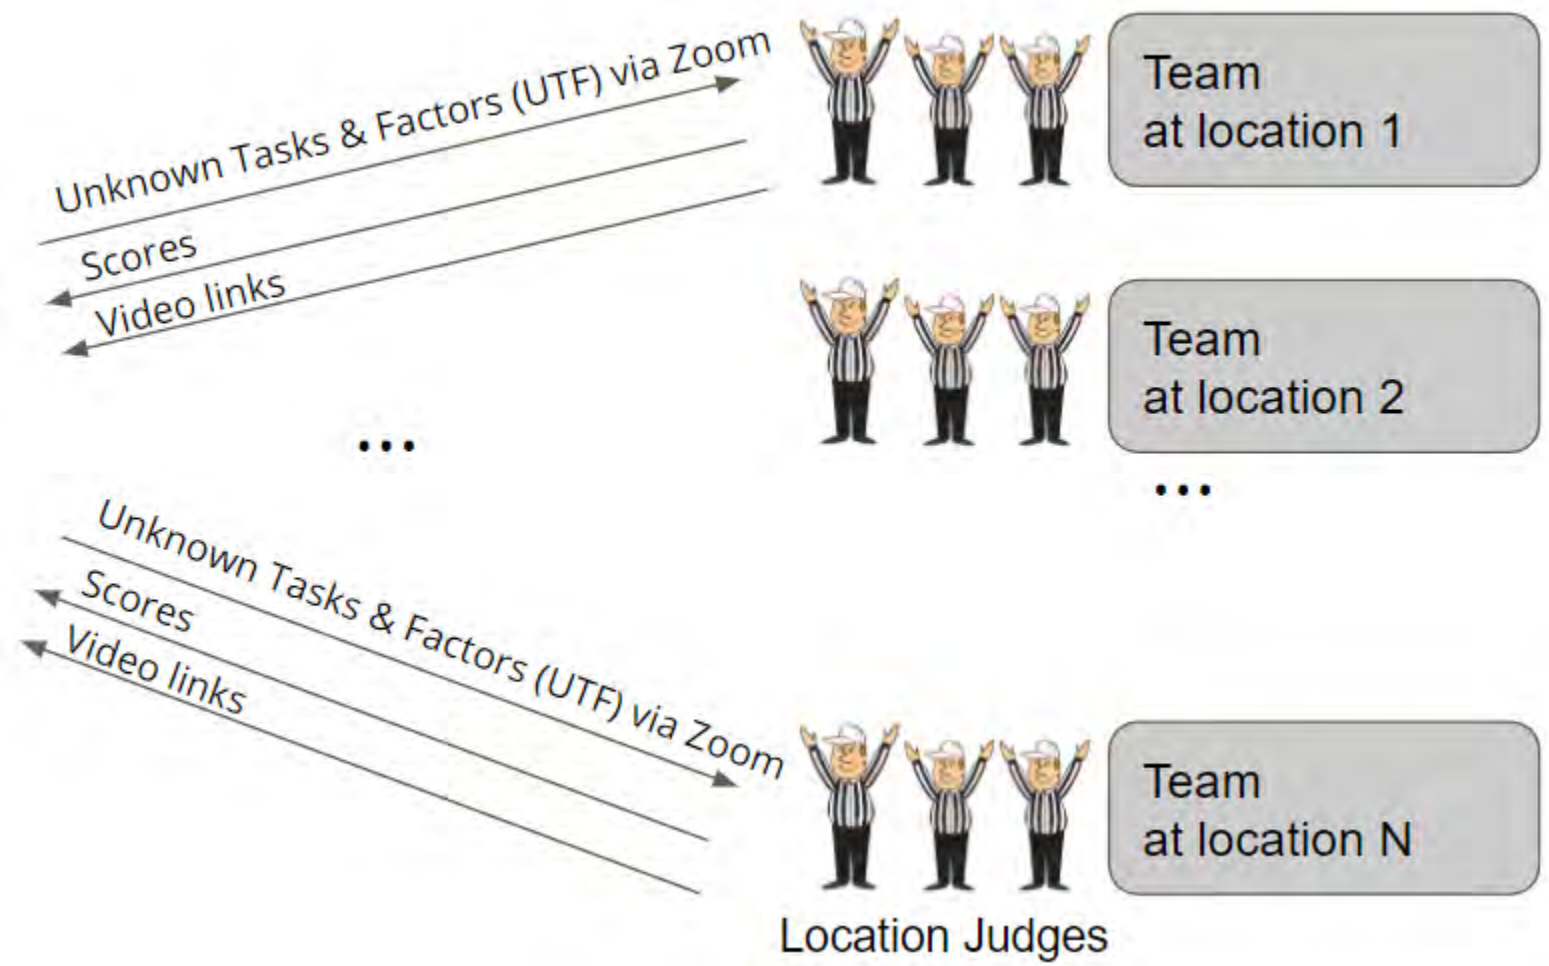 Unknown Tasks & Factors (UTF) via Zoom
Scores
Video links
Team
at location 1
Team
at location 2
...
...
Unknown Tasks & Factors (UTF) via Zoom
Scores
Video links
Team
at location N
Location Judges